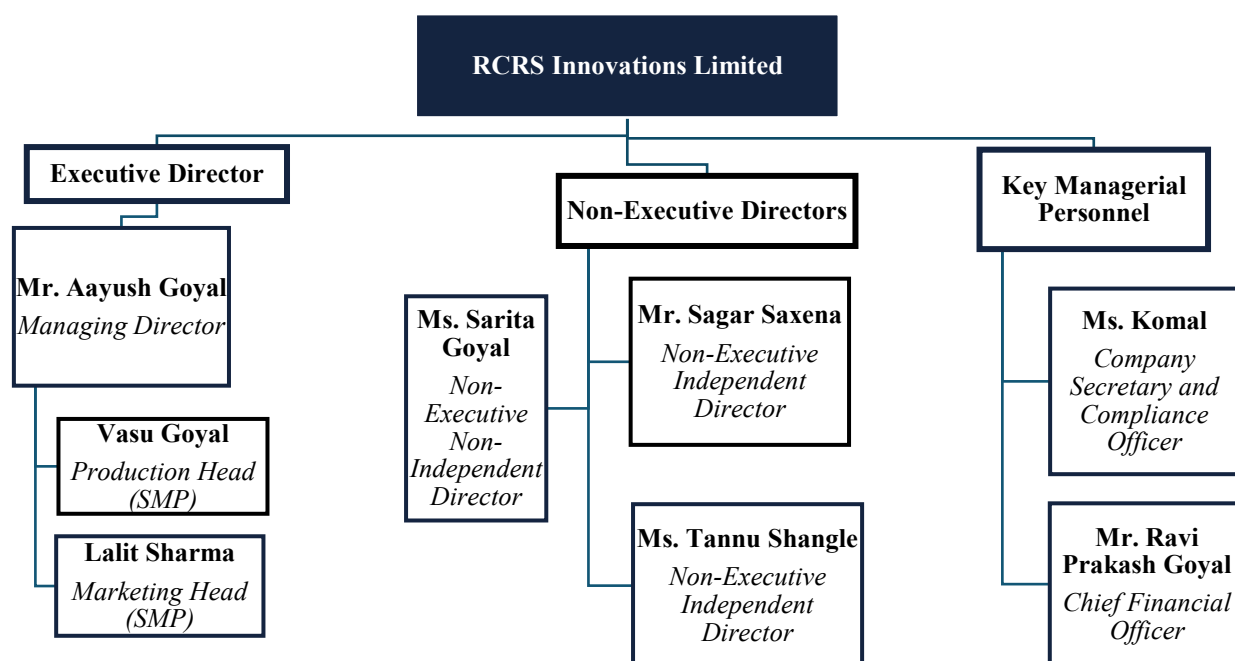 RCRS Innovations Limited
Executive Director
Mr. Aayush Goyal
Managing Director
Vasu Goyal
Production Head
(SMP)
Lalit Sharma
Marketing Head
(SMP)
Non-Executive Directors
Ms. Sarita
Goyal
Non-
Executive
Non-
Independent
Director
Mr. Sagar Saxena
Non-Executive
Independent
Director
Ms. Tannu Shangle
Non-Executive
Independent
Director
Key Managerial
Personnel
Ms. Komal
Company
Secretary and
Compliance
Officer
Mr. Ravi
Prakash Goyal
Chief Financial
Officer